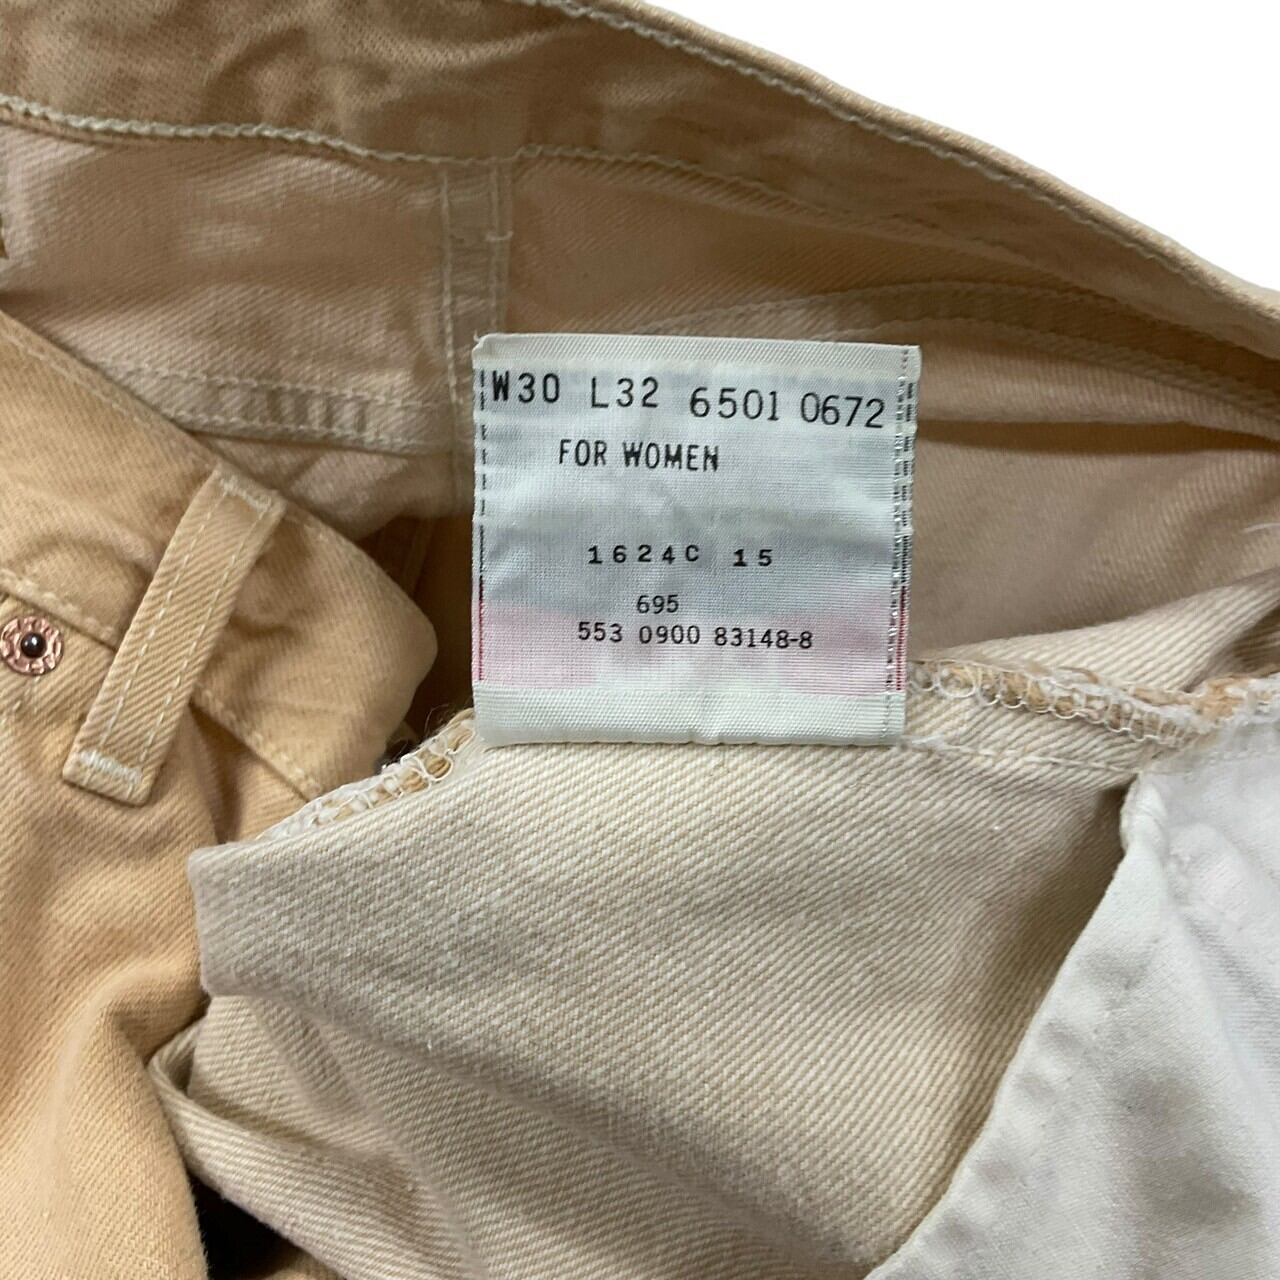 W30 L32 6501 0672
FOR WOMEN
1624C 15
695
553 0900 83148-8